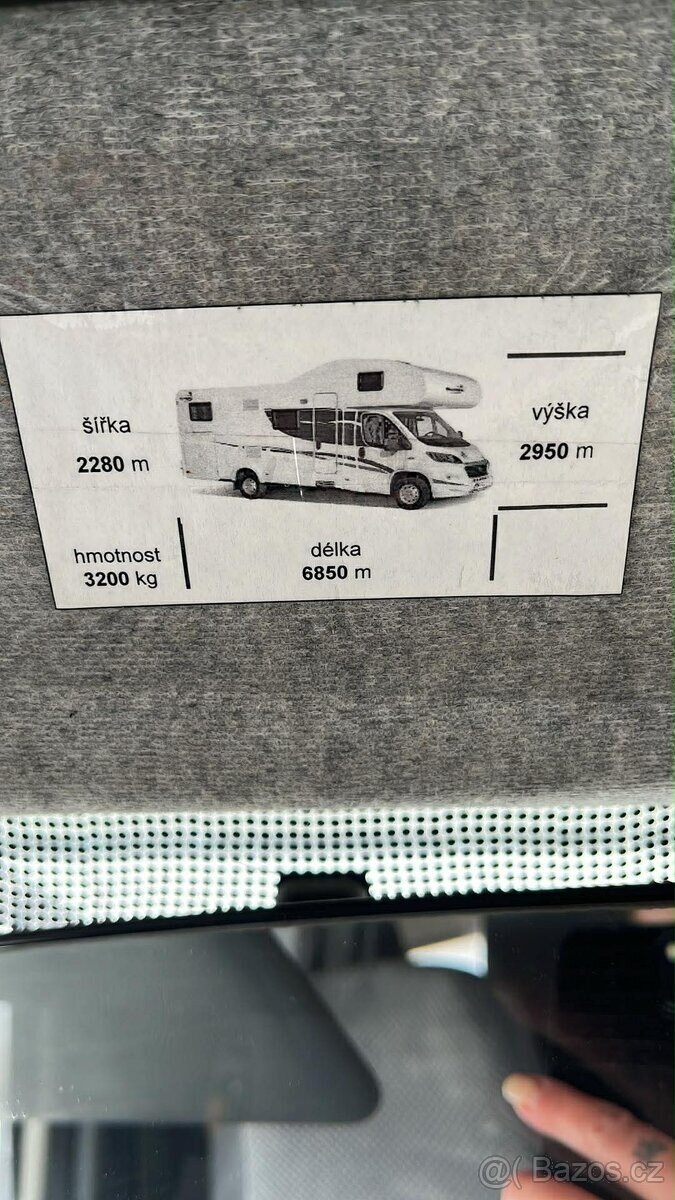 šířka
2280 m
výška
2950 m
hmotnost
3200 kg
délka
6850 m
@( Bazos.cz